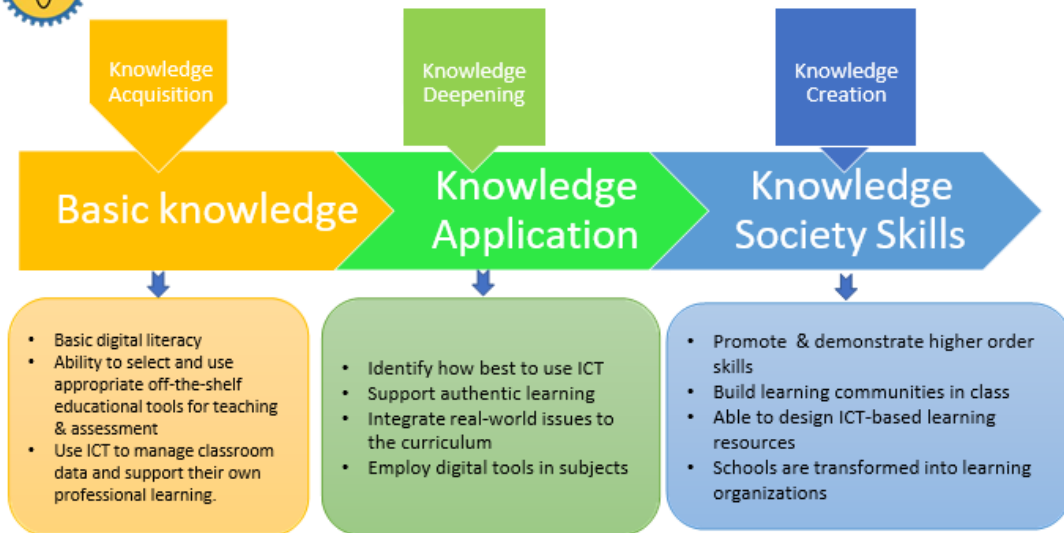 Knowledge
Acquisition
Knowledge
Deepening
Knowledge
Creation
Basic knowledge
Knowledge
Application
Knowledge
Society Skills
• Basic digital literacy
• Ability to select and use
appropriate off-the-shelf
educational tools for teaching
& assessment
• Use ICT to manage classroom
data and support their own
professional learning.
• Identify how best to use ICT
• Support authentic learning
• Integrate real-world issues to
the curriculum
• Employ digital tools in subjects
• Promote & demonstrate higher order
skills
• Build learning communities in class
• Able to design ICT-based learning
resources
• Schools are transformed into learning
organizations